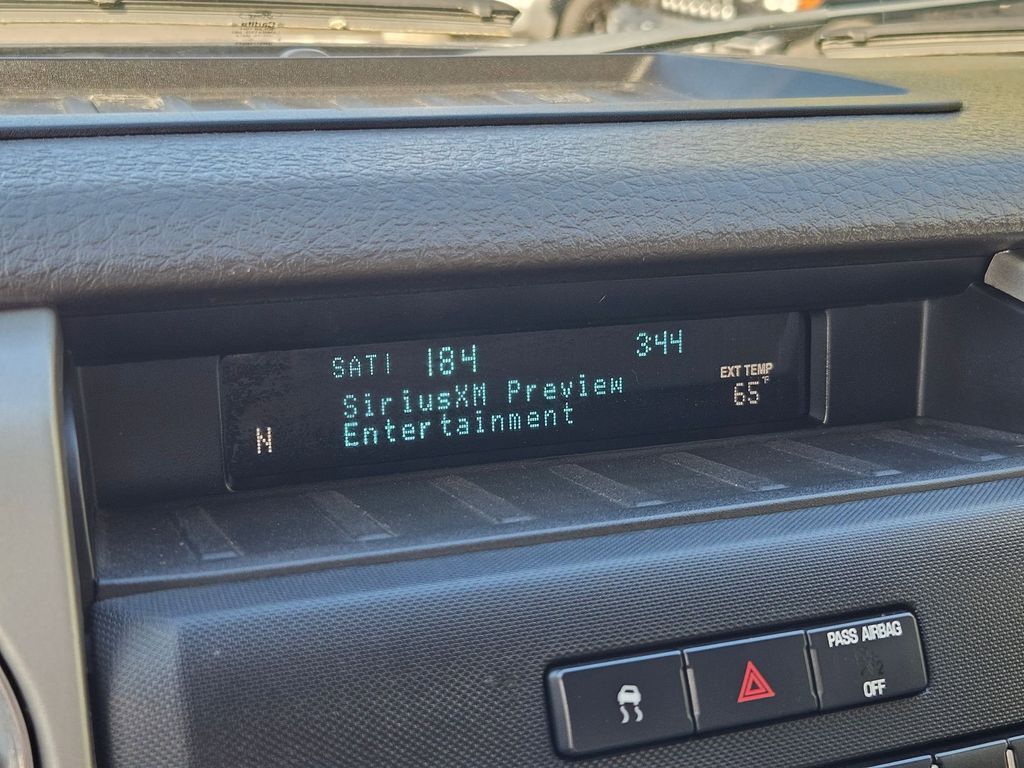 SAT1 184 3:44
SiriusXM Preview
Entertainment
EXT TEMP
65°F
N
PASS AIRBAG
OFF